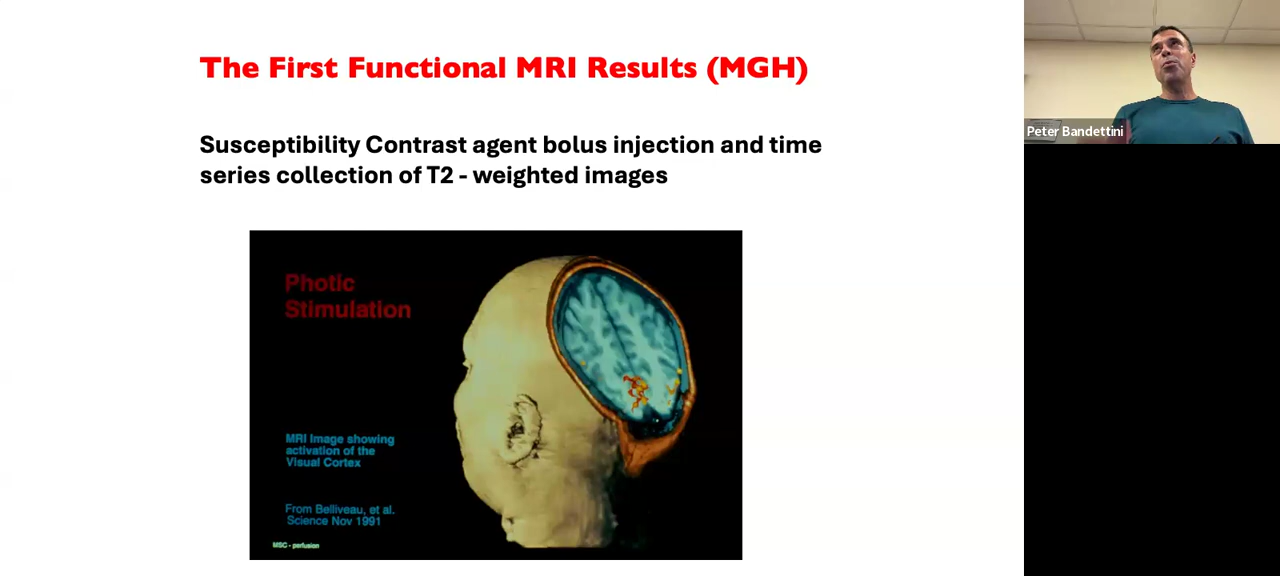 The First Functional MRI Results (MGH)
Susceptibility Contrast agent bolus injection and time
series collection of T2 - weighted images
Photic
Stimulation
MRI Image showing
activation of the
Visual Cortex
From Belliveau, et al.
Science Nov 1991
MSC - perfusion
Peter Bandettini